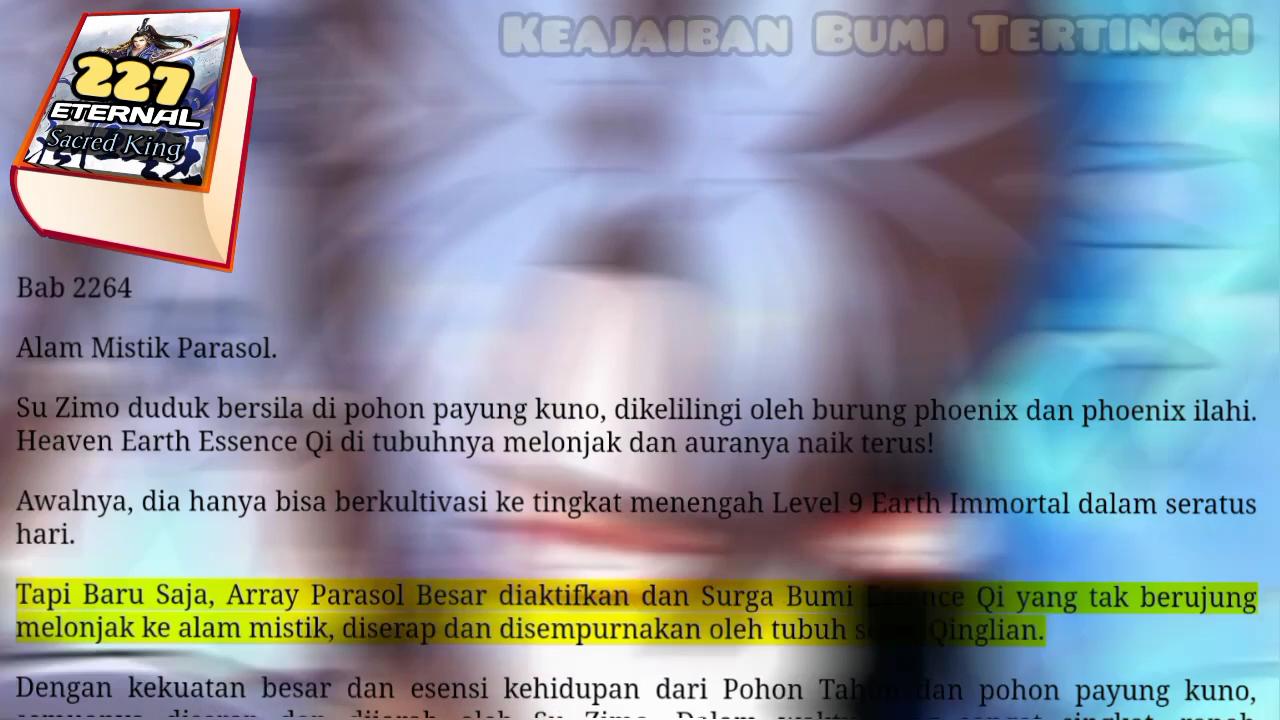 KEAJAIBAN BUMI TERTINGGI
227
ETERNAL
Sacred King
Bab 2264
Alam Mistik Parasol.
Su Zimo duduk bersila di pohon payung kuno, dikelilingi oleh burung phoenix dan phoenix ilahi.
Heaven Earth Essence Qi di tubuhnya melonjak dan auranya naik terus!
Awalnya, dia hanya bisa berkultivasi ke tingkat menengah Level 9 Earth Immortal dalam seratus
hari.
Tapi Baru Saja, Array Parasol Besar diaktifkan dan Surga Bumi Essence Qi yang tak berujung
melonjak ke alam mistik, diserap dan disempurnakan oleh tubuh Qinglian.
Dengan kekuatan besar dan esensi kehidupan dari Pohon Tahun dan pohon payung kuno,